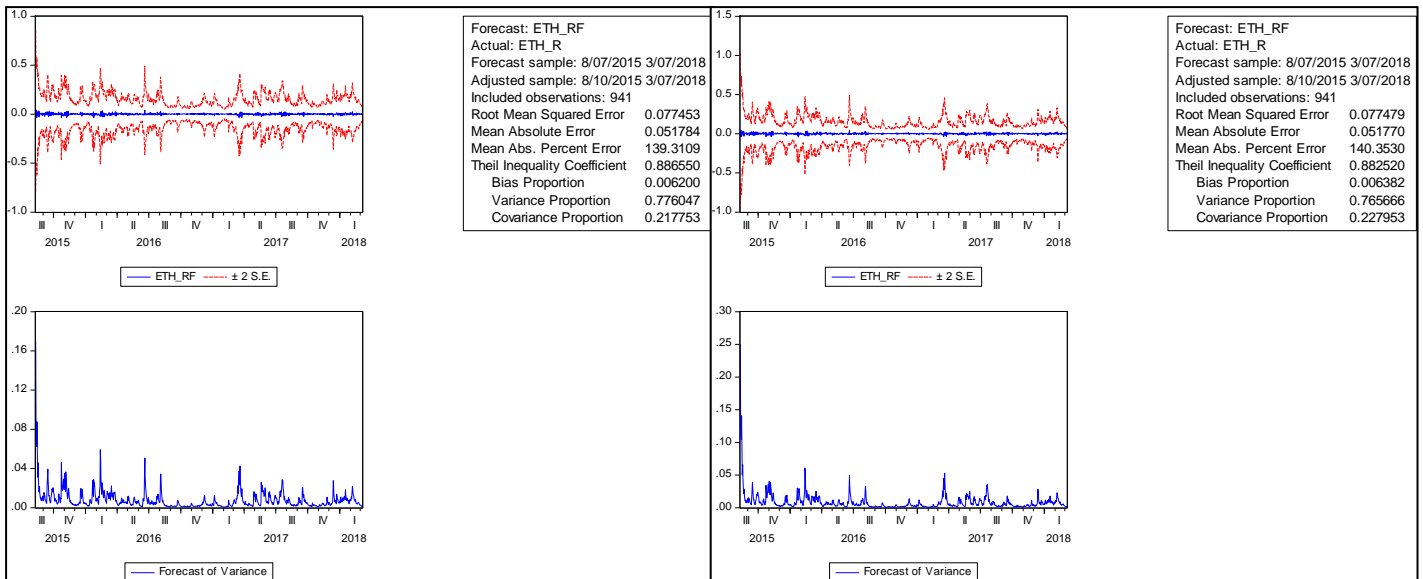 1.0
0.5
0.0
-0.5
-1.0
III IV I II III IV I II III IV I
2015 2016 2017 2018
ETH_RF ± 2 S.E.
Forecast: ETH_RF
Actual: ETH_R
Forecast sample: 8/07/2015 3/07/2018
Adjusted sample: 8/10/2015 3/07/2018
Included observations: 941
Root Mean Squared Error 0.077453
Mean Absolute Error 0.051784
Mean Abs. Percent Error 139.3109
Theil Inequality Coefficient 0.886550
Bias Proportion 0.006200
Variance Proportion 0.776047
Covariance Proportion 0.217753
.20
.16
.12
.08
.04
.00
III IV I II III IV I II III IV I
2015 2016 2017 2018
Forecast of Variance
1.5
1.0
0.5
0.0
-0.5
-1.0
III IV I II III IV I II III IV I
2015 2016 2017 2018
ETH_RF ± 2 S.E.
Forecast: ETH_RF
Actual: ETH_R
Forecast sample: 8/07/2015 3/07/2018
Adjusted sample: 8/10/2015 3/07/2018
Included observations: 941
Root Mean Squared Error 0.077479
Mean Absolute Error 0.051770
Mean Abs. Percent Error 140.3530
Theil Inequality Coefficient 0.882520
Bias Proportion 0.006382
Variance Proportion 0.765666
Covariance Proportion 0.227953
.30
.25
.20
.15
.10
.05
.00
III IV I II III IV I II III IV I
2015 2016 2017 2018
Forecast of Variance